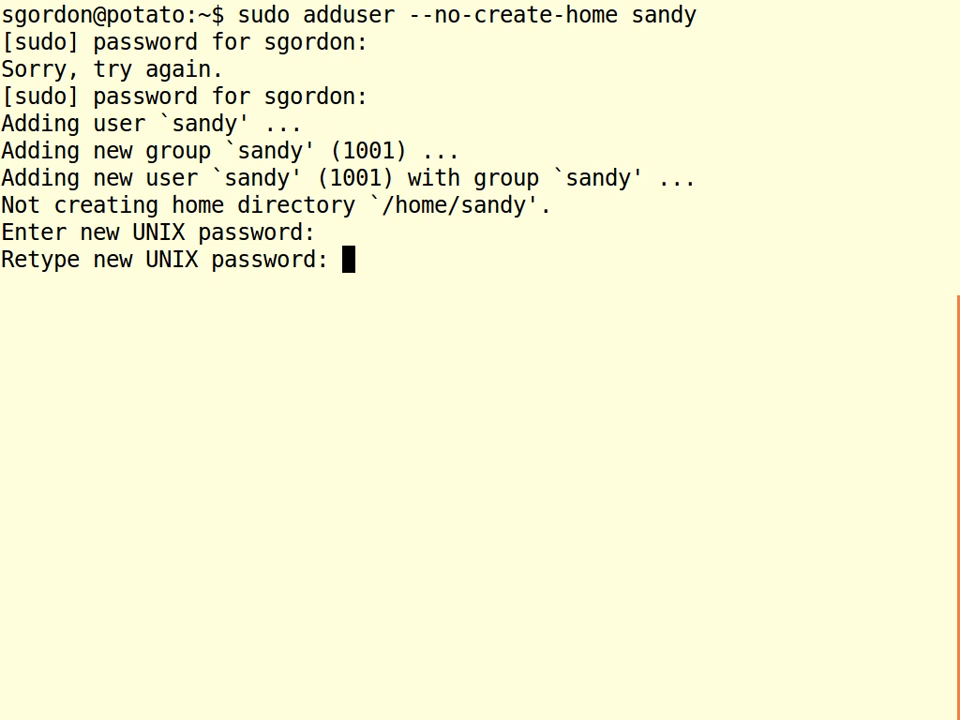 sgordon@potato:~$ sudo adduser --no-create-home sandy
[sudo] password for sgordon:
Sorry, try again.
[sudo] password for sgordon:
Adding user `sandy' ...
Adding new group `sandy' (1001) ...
Adding new user `sandy' (1001) with group `sandy' ...
Not creating home directory `/home/sandy'.
Enter new UNIX password:
Retype new UNIX password: